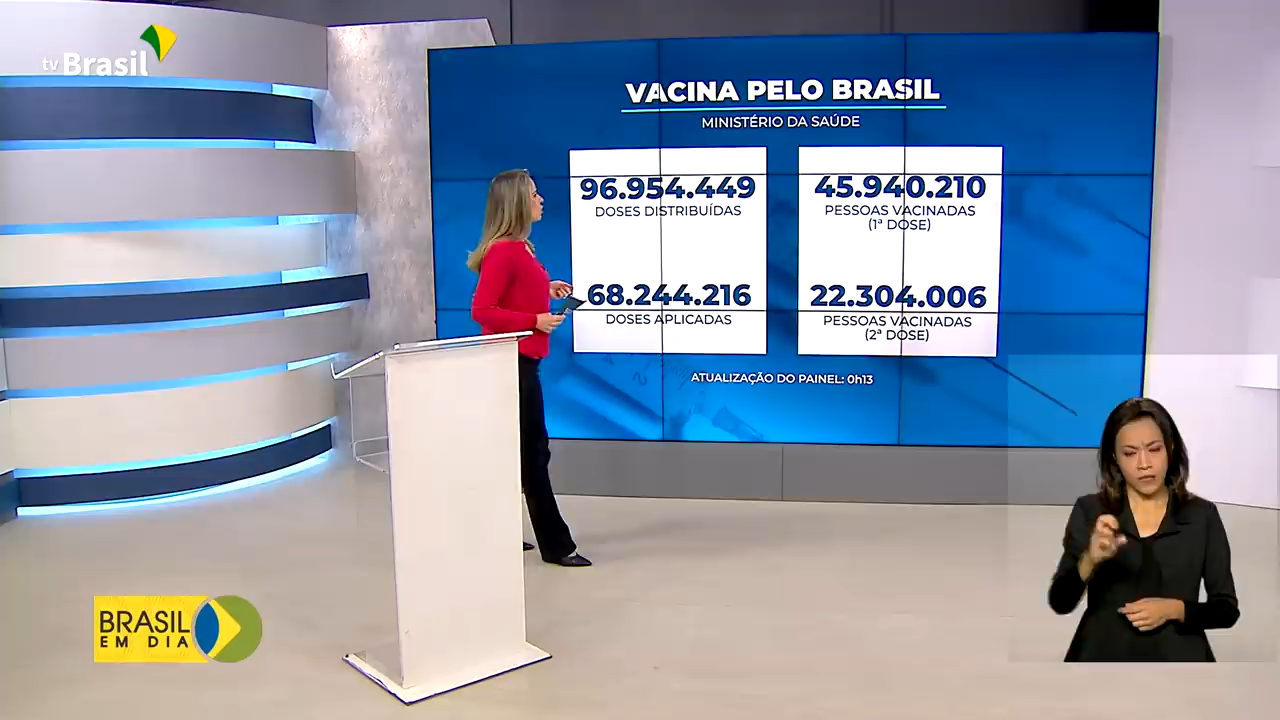 tv Brasil
VACINA PELO BRASIL
MINISTÉRIO DA SAÚDE
96.954.449
DOSES DISTRIBUÍDAS
68.244.216
DOSES APLICADAS
45.940.210
PESSOAS VACINADAS
(1ª DOSE)
22.304.006
PESSOAS VACINADAS
(2ª DOSE)
ATUALIZAÇÃO DO PAINEL: 0h13
BRASIL
EM DIA